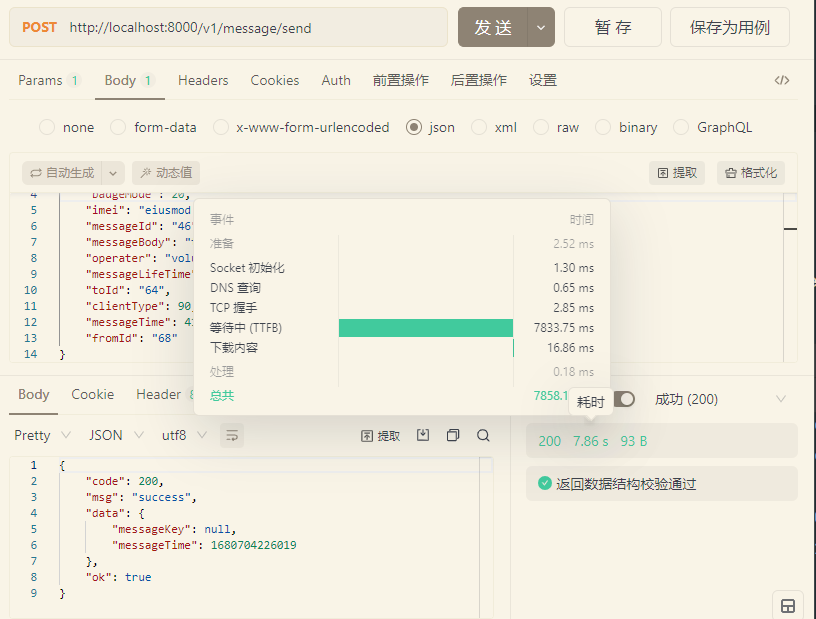 POST http://localhost:8000/v1/message/send 发送 暂存 保存为用例
Params 1 Body 1 Headers Cookies Auth 前置操作 后置操作 设置 </>
none form-data x-www-form-urlencoded json xml raw binary GraphQL
自动生成 动态值 提取 格式化
4 "badgeMode": 20,
5 "imei": "eiusmod
6 "messageId": "46
7 "messageBody": "
8 "operater": "volu
9 "messageLifeTime"
10 "toId": "64",
11 "clientType": 90,
12 "messageTime": 4
13 "fromId": "68"
14 }
事件 时间
准备 2.52 ms
Socket 初始化 1.30 ms
DNS 查询 0.65 ms
TCP 握手 2.85 ms
等待中 (TTFB) 7833.75 ms
下载内容 16.86 ms
处理 0.18 ms
总共 7858.1
耗时
Body Cookie Header 8 成功 (200)
Pretty JSON utf8 提取
200 7.86 s 93 B
返回数据结构校验通过
1 {
2 "code": 200,
3 "msg": "success",
4 "data": {
5 "messageKey": null,
6 "messageTime": 1680704226019
7 },
8 "ok": true
9 }